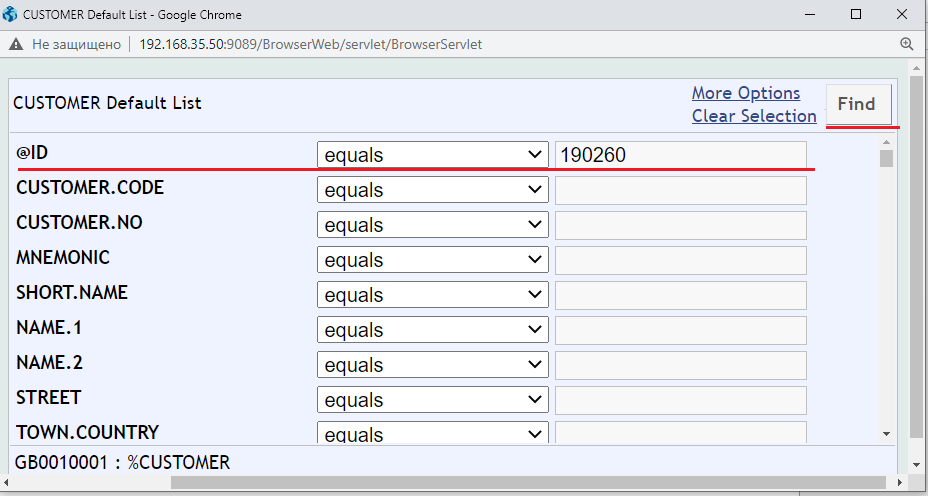 CUSTOMER Default List - Google Chrome
Не защищено 192.168.35.50:9089/BrowserWeb/servlet/BrowserServlet
CUSTOMER Default List
More Options
Clear Selection
Find
@ID equals 190260
CUSTOMER.CODE equals
CUSTOMER.NO equals
MNEMONIC equals
SHORT.NAME equals
NAME.1 equals
NAME.2 equals
STREET equals
TOWN.COUNTRY equals
GB0010001 : %CUSTOMER